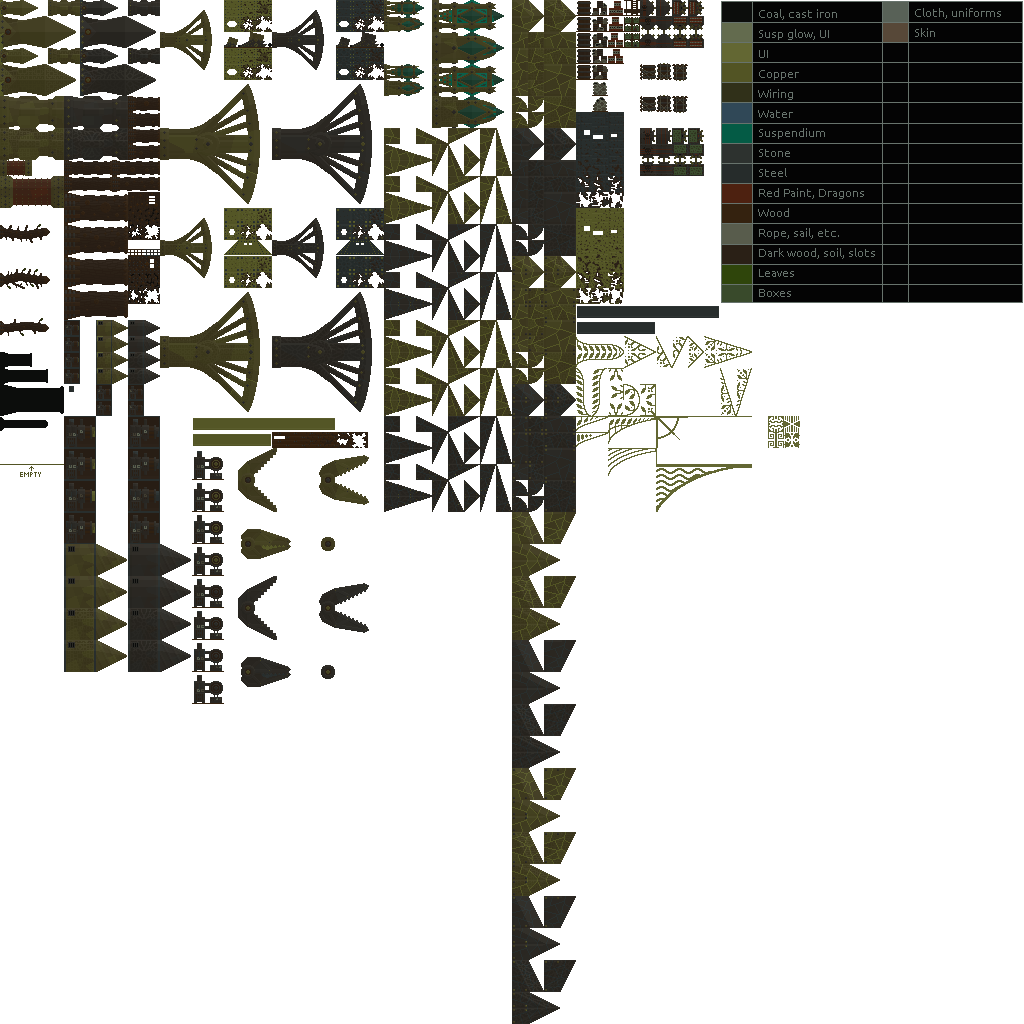 Coal, cast iron
Cloth, uniforms
Susp glow, UI
Skin
UI
Copper
Wiring
Water
Suspendium
Stone
Steel
Red Paint, Dragons
Wood
Rope, sail, etc.
Dark wood, soil, slots
Leaves
Boxes
EMPTY